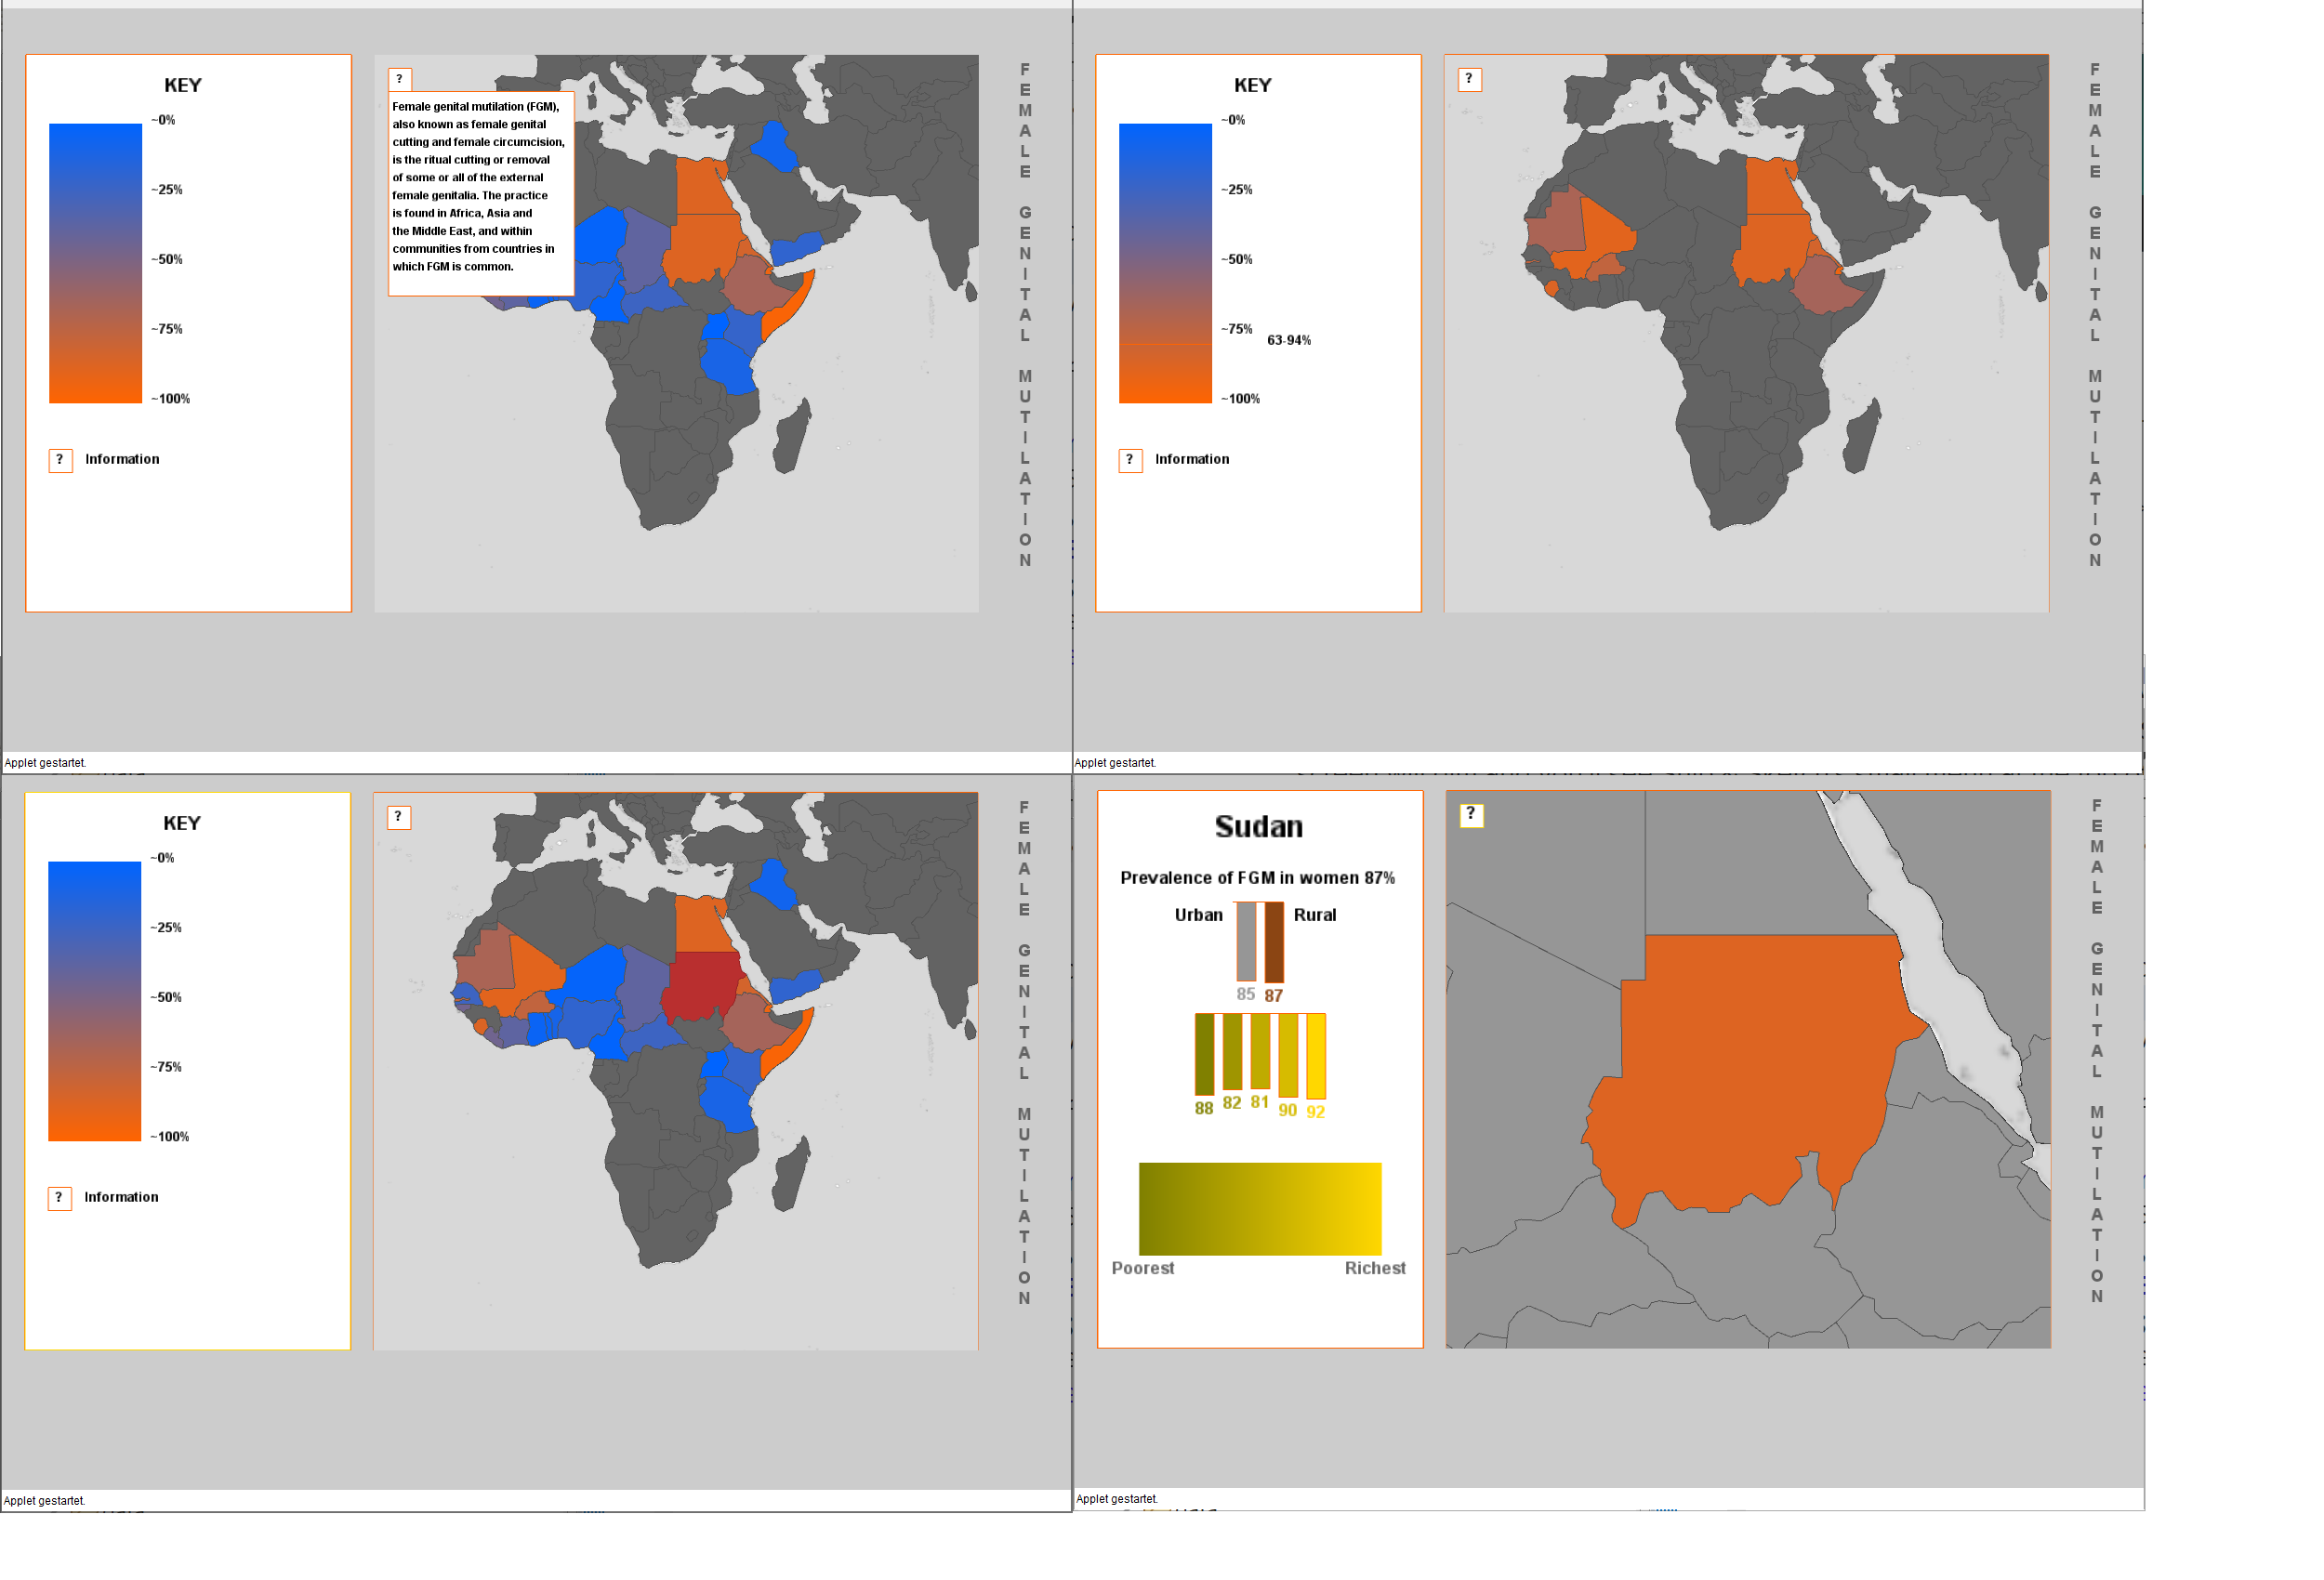 KEY
~0%
~25%
~50%
~75%
~100%
? Information
?
Female genital mutilation (FGM),
also known as female genital
cutting and female circumcision,
is the ritual cutting or removal
of some or all of the external
female genitalia. The practice
is found in Africa, Asia and
the Middle East, and within
communities from countries in
which FGM is common.
FEMALE GENITAL MUTILATION
Applet gestartet.
KEY
~0%
~25%
~50%
~75%
63-94%
~100%
? Information
?
FEMALE GENITAL MUTILATION
Applet gestartet.
KEY
~0%
~25%
~50%
~75%
~100%
? Information
?
FEMALE GENITAL MUTILATION
Applet gestartet.
Sudan
Prevalence of FGM in women 87%
Urban Rural
85 87
88 82 81 90 92
Poorest Richest
?
FEMALE GENITAL MUTILATION
Applet gestartet.